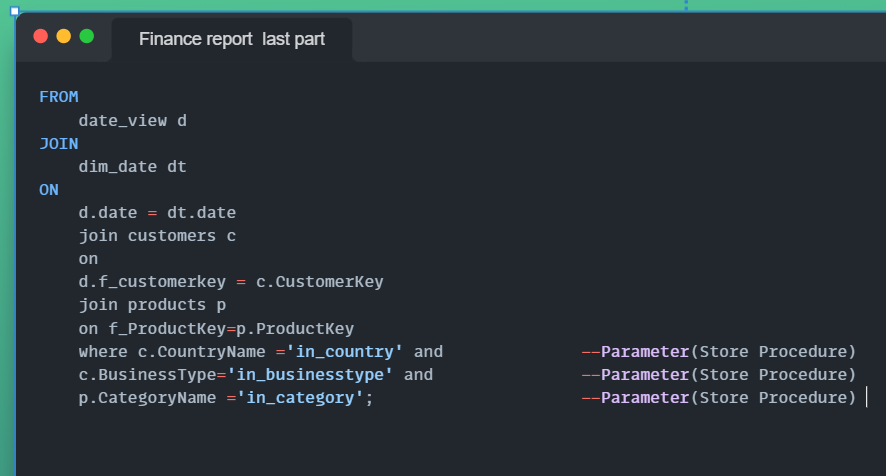 Finance report  last part
FROM
    date_view d
JOIN
    dim_date dt
ON
    d.date = dt.date
    join customers c
    on
    d.f_customerkey = c.CustomerKey
    join products p
    on f_ProductKey=p.ProductKey
    where c.CountryName ='in_country' and              --Parameter(Store Procedure)
    c.BusinessType='in_businesstype' and               --Parameter(Store Procedure)
    p.CategoryName ='in_category';                     --Parameter(Store Procedure)